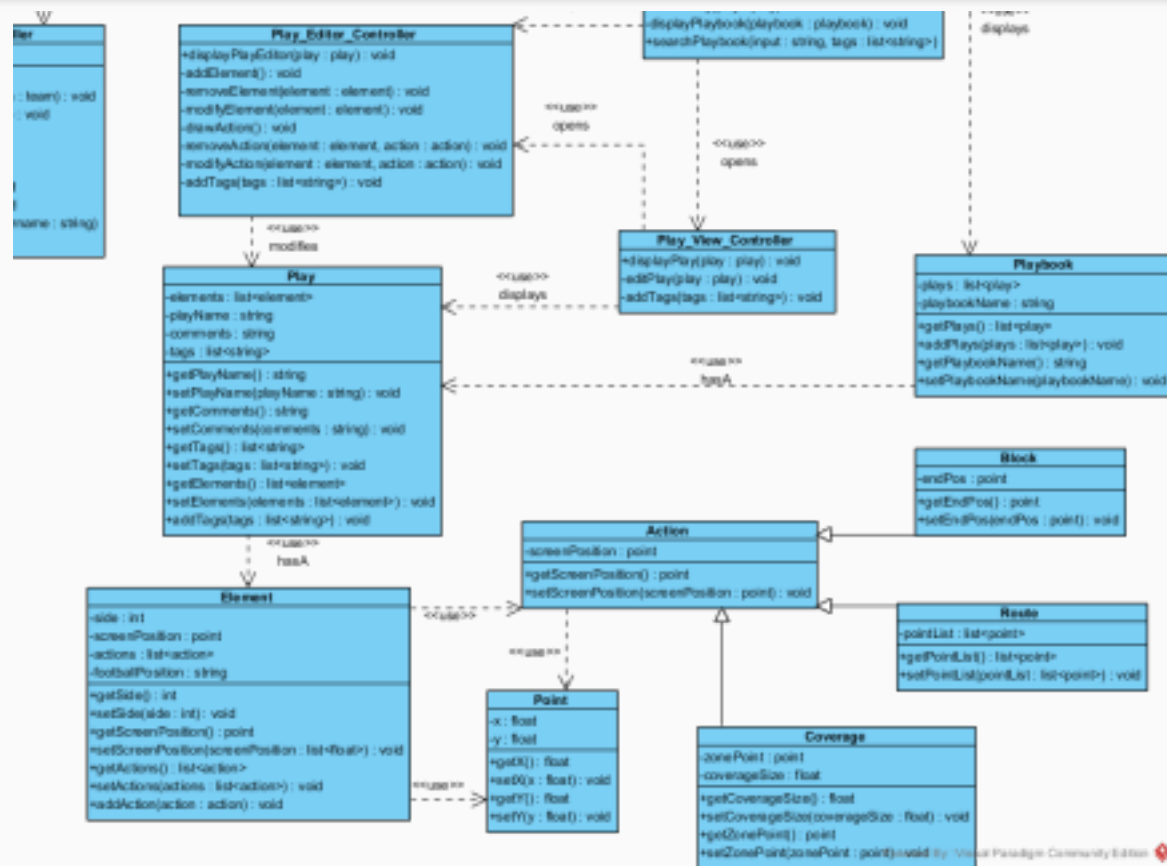 ller
: team) : void
: void
rname : string)
Play_Editor_Controller
+displayPlayEditor(play : play) : void
-addElement() : void
-removeElement(element : element) : void
-modifyElement(element : element) : void
-drawAction() : void
-removeAction(element : element, action : action) : void
-modifyAction(element : element, action : action) : void
-addTags(tags : list<string>) : void
-displayPlaybook(playbook : playbook) : void
+searchPlaybook(input : string, tags : list<string>)
displays
<<use>>
opens
<<use>>
opens
<<use>>
modifies
Play_View_Controller
+displayPlay(play : play) : void
-editPlay(play : play) : void
-addTags(tags : list<string>) : void
Playbook
-plays : list<play>
-playbookName : string
+getPlays() : list<play>
+addPlays(plays : list<play>) : void
+getPlaybookName() : string
+setPlaybookName(playbookName) : void
Play
-elements : list<element>
-playName : string
-comments : string
-tags : list<string>
+getPlayName() : string
+setPlayName(playName : string) : void
+getComments() : string
+setComments(comments : string) : void
+getTags() : list<string>
+setTags(tags : list<string>) : void
+getElements() : list<element>
+setElements(elements : list<element>) : void
+addTags(tags : list<string>) : void
<<use>>
displays
<<use>>
hasA
<<use>>
hasA
Block
-endPos : point
+getEndPos() : point
+setEndPos(endPos : point) : void
Action
-screenPosition : point
+getScreenPosition() : point
+setScreenPosition(screenPosition : point) : void
Route
-pointList : list<point>
+getPointList() : list<point>
+setPointList(pointList : list<point>) : void
Element
-side : int
-screenPosition : point
-actions : list<action>
-footballPosition : string
+getSide() : int
+setSide(side : int) : void
+getScreenPosition() : point
+setScreenPosition(screenPosition : list<float>) : void
+getActions() : list<action>
+setActions(actions : list<action>) : void
+addAction(action : action) : void
<<use>>
<<use>>
<<use>>
Point
-x : float
-y : float
+getX() : float
+setX(x : float) : void
+getY() : float
+setY(y : float) : void
Coverage
-zonePoint : point
-coverageSize : float
+getCoverageSize() : float
+setCoverageSize(coverageSize : float) : void
+getZonePoint() : point
+setZonePoint(zonePoint : point) : void
By : Visual Paradigm Community Edition